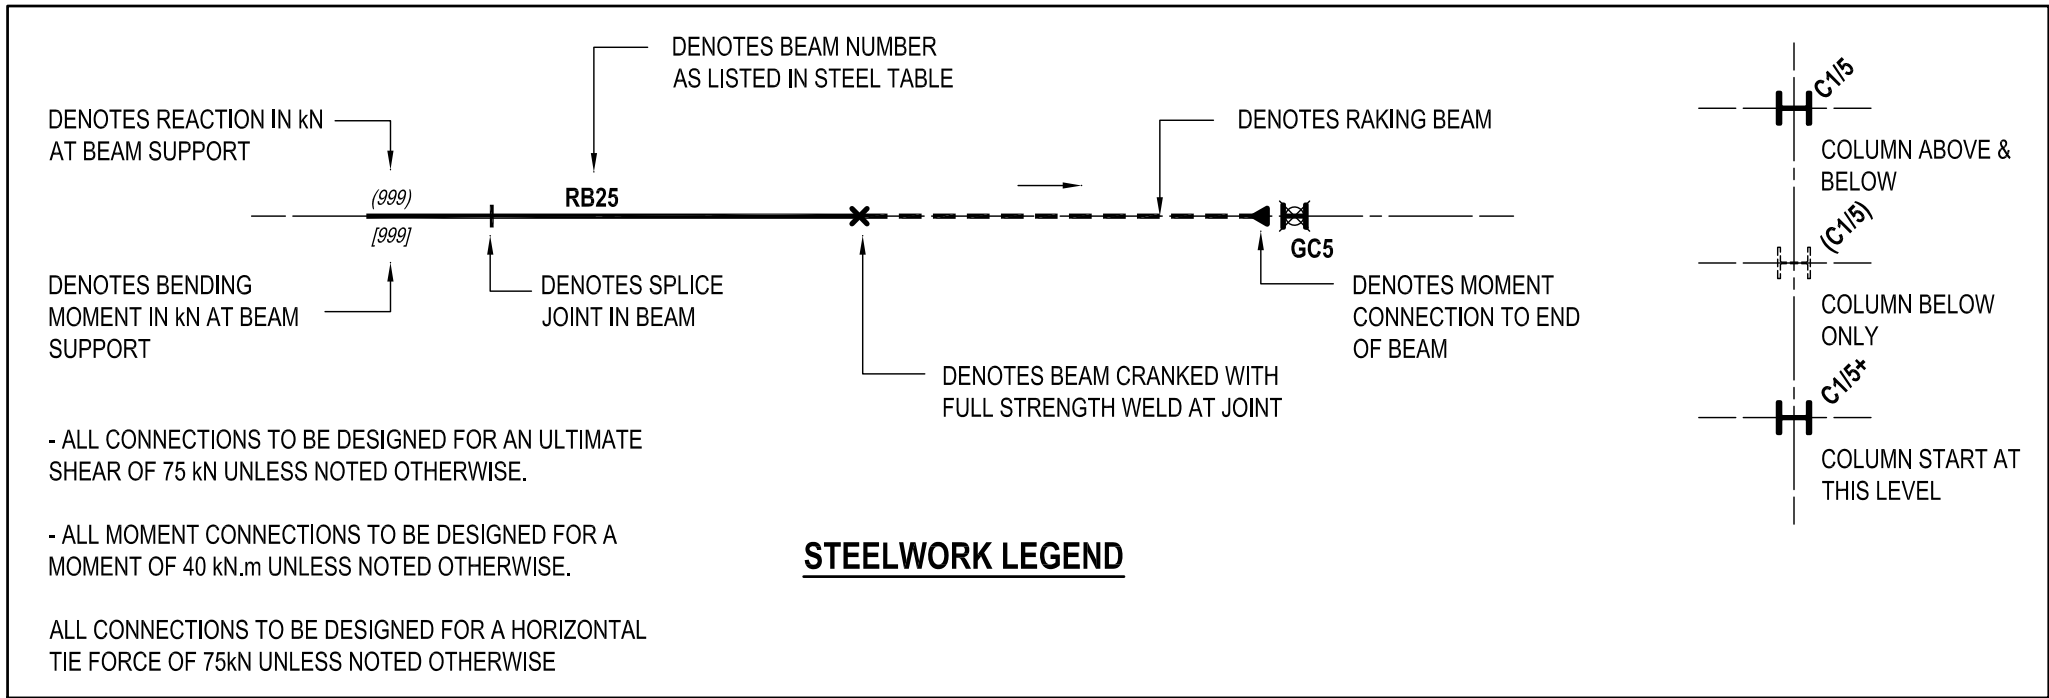 DENOTES BEAM NUMBER
AS LISTED IN STEEL TABLE
DENOTES REACTION IN kN
AT BEAM SUPPORT
DENOTES RAKING BEAM
(999)
RB25
[999]
GC5
DENOTES BENDING
MOMENT IN kN AT BEAM
SUPPORT
DENOTES SPLICE
JOINT IN BEAM
DENOTES MOMENT
CONNECTION TO END
OF BEAM
DENOTES BEAM CRANKED WITH
FULL STRENGTH WELD AT JOINT
C1/5
COLUMN ABOVE &
BELOW
(C1/5)
COLUMN BELOW
ONLY
C1/5+
COLUMN START AT
THIS LEVEL
- ALL CONNECTIONS TO BE DESIGNED FOR AN ULTIMATE
SHEAR OF 75 kN UNLESS NOTED OTHERWISE.
- ALL MOMENT CONNECTIONS TO BE DESIGNED FOR A
MOMENT OF 40 kN.m UNLESS NOTED OTHERWISE.
ALL CONNECTIONS TO BE DESIGNED FOR A HORIZONTAL
TIE FORCE OF 75kN UNLESS NOTED OTHERWISE
STEELWORK LEGEND